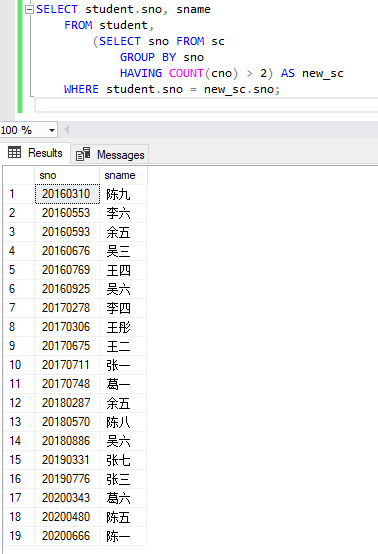 SELECT student.sno, sname
FROM student,
(SELECT sno FROM sc
GROUP BY sno
HAVING COUNT(cno) > 2) AS new_sc
WHERE student.sno = new_sc.sno;
100 %
Results Messages
sno sname
1 20160310 陈九
2 20160553 李六
3 20160593 余五
4 20160676 吴三
5 20160769 王四
6 20160925 吴六
7 20170278 李四
8 20170306 王彤
9 20170675 王二
10 20170711 张一
11 20170748 葛一
12 20180287 余五
13 20180570 陈八
14 20180886 吴六
15 20190331 张七
16 20190776 张三
17 20200343 葛六
18 20200480 陈五
19 20200666 陈一